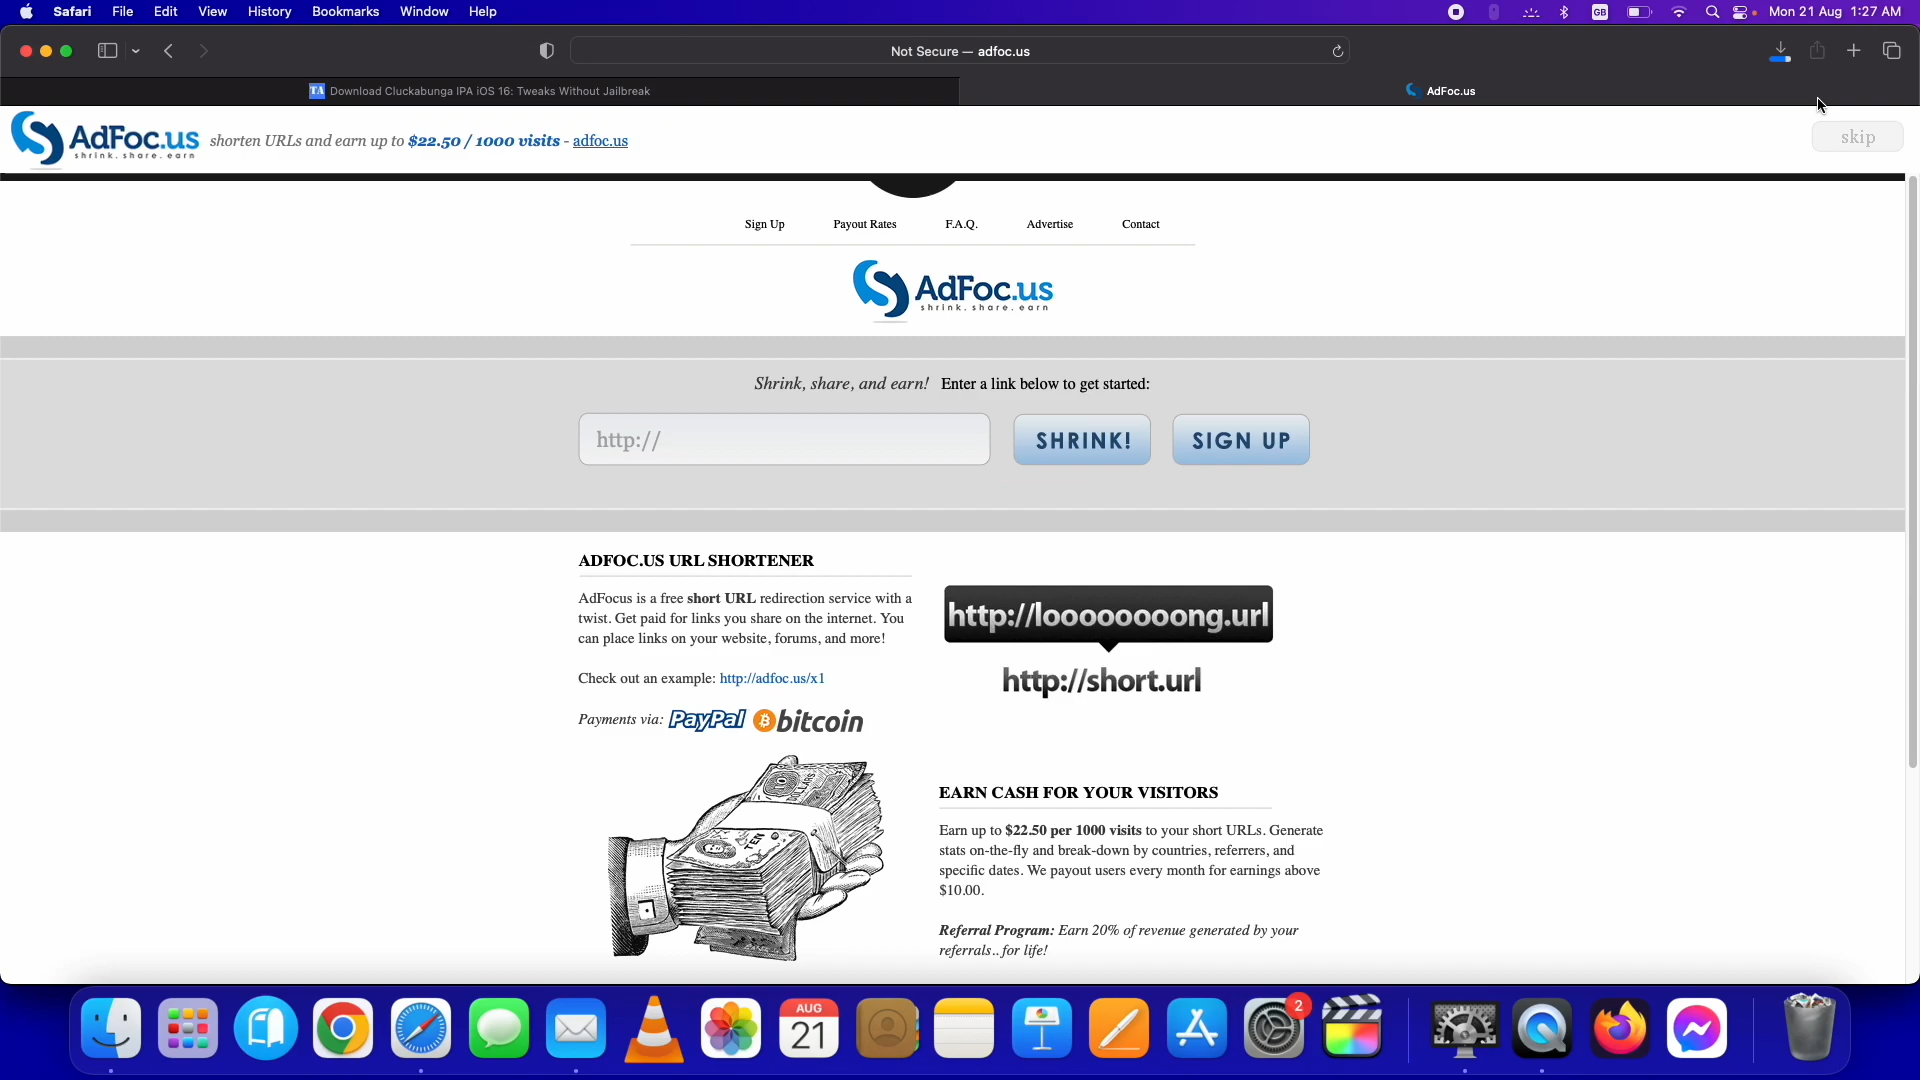 Safari File Edit View History Bookmarks Window Help
GB Mon 21 Aug 1:27 AM
Not Secure — adfoc.us
TA Download Cluckabunga IPA iOS 16: Tweaks Without Jailbreak
AdFoc.us
AdFoc.us
shrink. share. earn
shorten URLs and earn up to $22.50 / 1000 visits - adfoc.us
skip
Sign Up Payout Rates F.A.Q. Advertise Contact
AdFoc.us
shrink. share. earn
Shrink, share, and earn! Enter a link below to get started:
http://
SHRINK!
SIGN UP
ADFOC.US URL SHORTENER
AdFocus is a free short URL redirection service with a
twist. Get paid for links you share on the internet. You
can place links on your website, forums, and more!
Check out an example: http://adfoc.us/x1
Payments via: PayPal bitcoin
http://loooooooong.url
http://short.url
TEN
EARN CASH FOR YOUR VISITORS
Earn up to $22.50 per 1000 visits to your short URLs. Generate
stats on-the-fly and break-down by countries, referrers, and
specific dates. We payout users every month for earnings above
$10.00.
Referral Program: Earn 20% of revenue generated by your
referrals...for life!
AUG
21
2